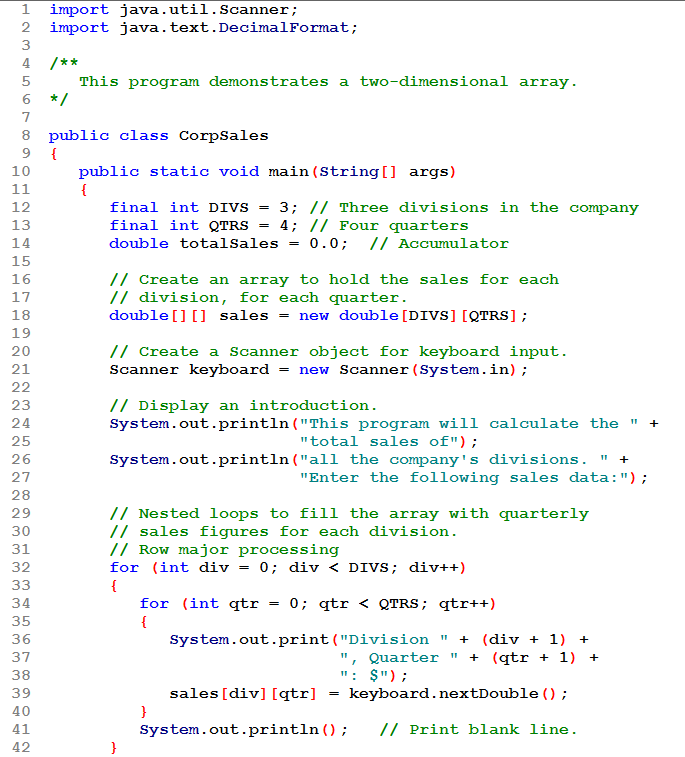 1 import java.util.Scanner;
2 import java.text.DecimalFormat;
3
4 /**
5    This program demonstrates a two-dimensional array.
6 */
7
8 public class CorpSales
9 {
10    public static void main(String[] args)
11    {
12       final int DIVS = 3; // Three divisions in the company
13       final int QTRS = 4; // Four quarters
14       double totalSales = 0.0;  // Accumulator
15
16       // Create an array to hold the sales for each
17       // division, for each quarter.
18       double[][] sales = new double[DIVS][QTRS];
19
20       // Create a Scanner object for keyboard input.
21       Scanner keyboard = new Scanner(System.in);
22
23       // Display an introduction.
24       System.out.println("This program will calculate the " +
25                          "total sales of");
26       System.out.println("all the company's divisions. " +
27                          "Enter the following sales data:");
28
29       // Nested loops to fill the array with quarterly
30       // sales figures for each division.
31       // Row major processing
32       for (int div = 0; div < DIVS; div++)
33       {
34          for (int qtr = 0; qtr < QTRS; qtr++)
35          {
36             System.out.print("Division " + (div + 1) +
37                              ", Quarter " + (qtr + 1) +
38                              ": $");
39             sales[div][qtr] = keyboard.nextDouble();
40          }
41          System.out.println();   // Print blank line.
42       }